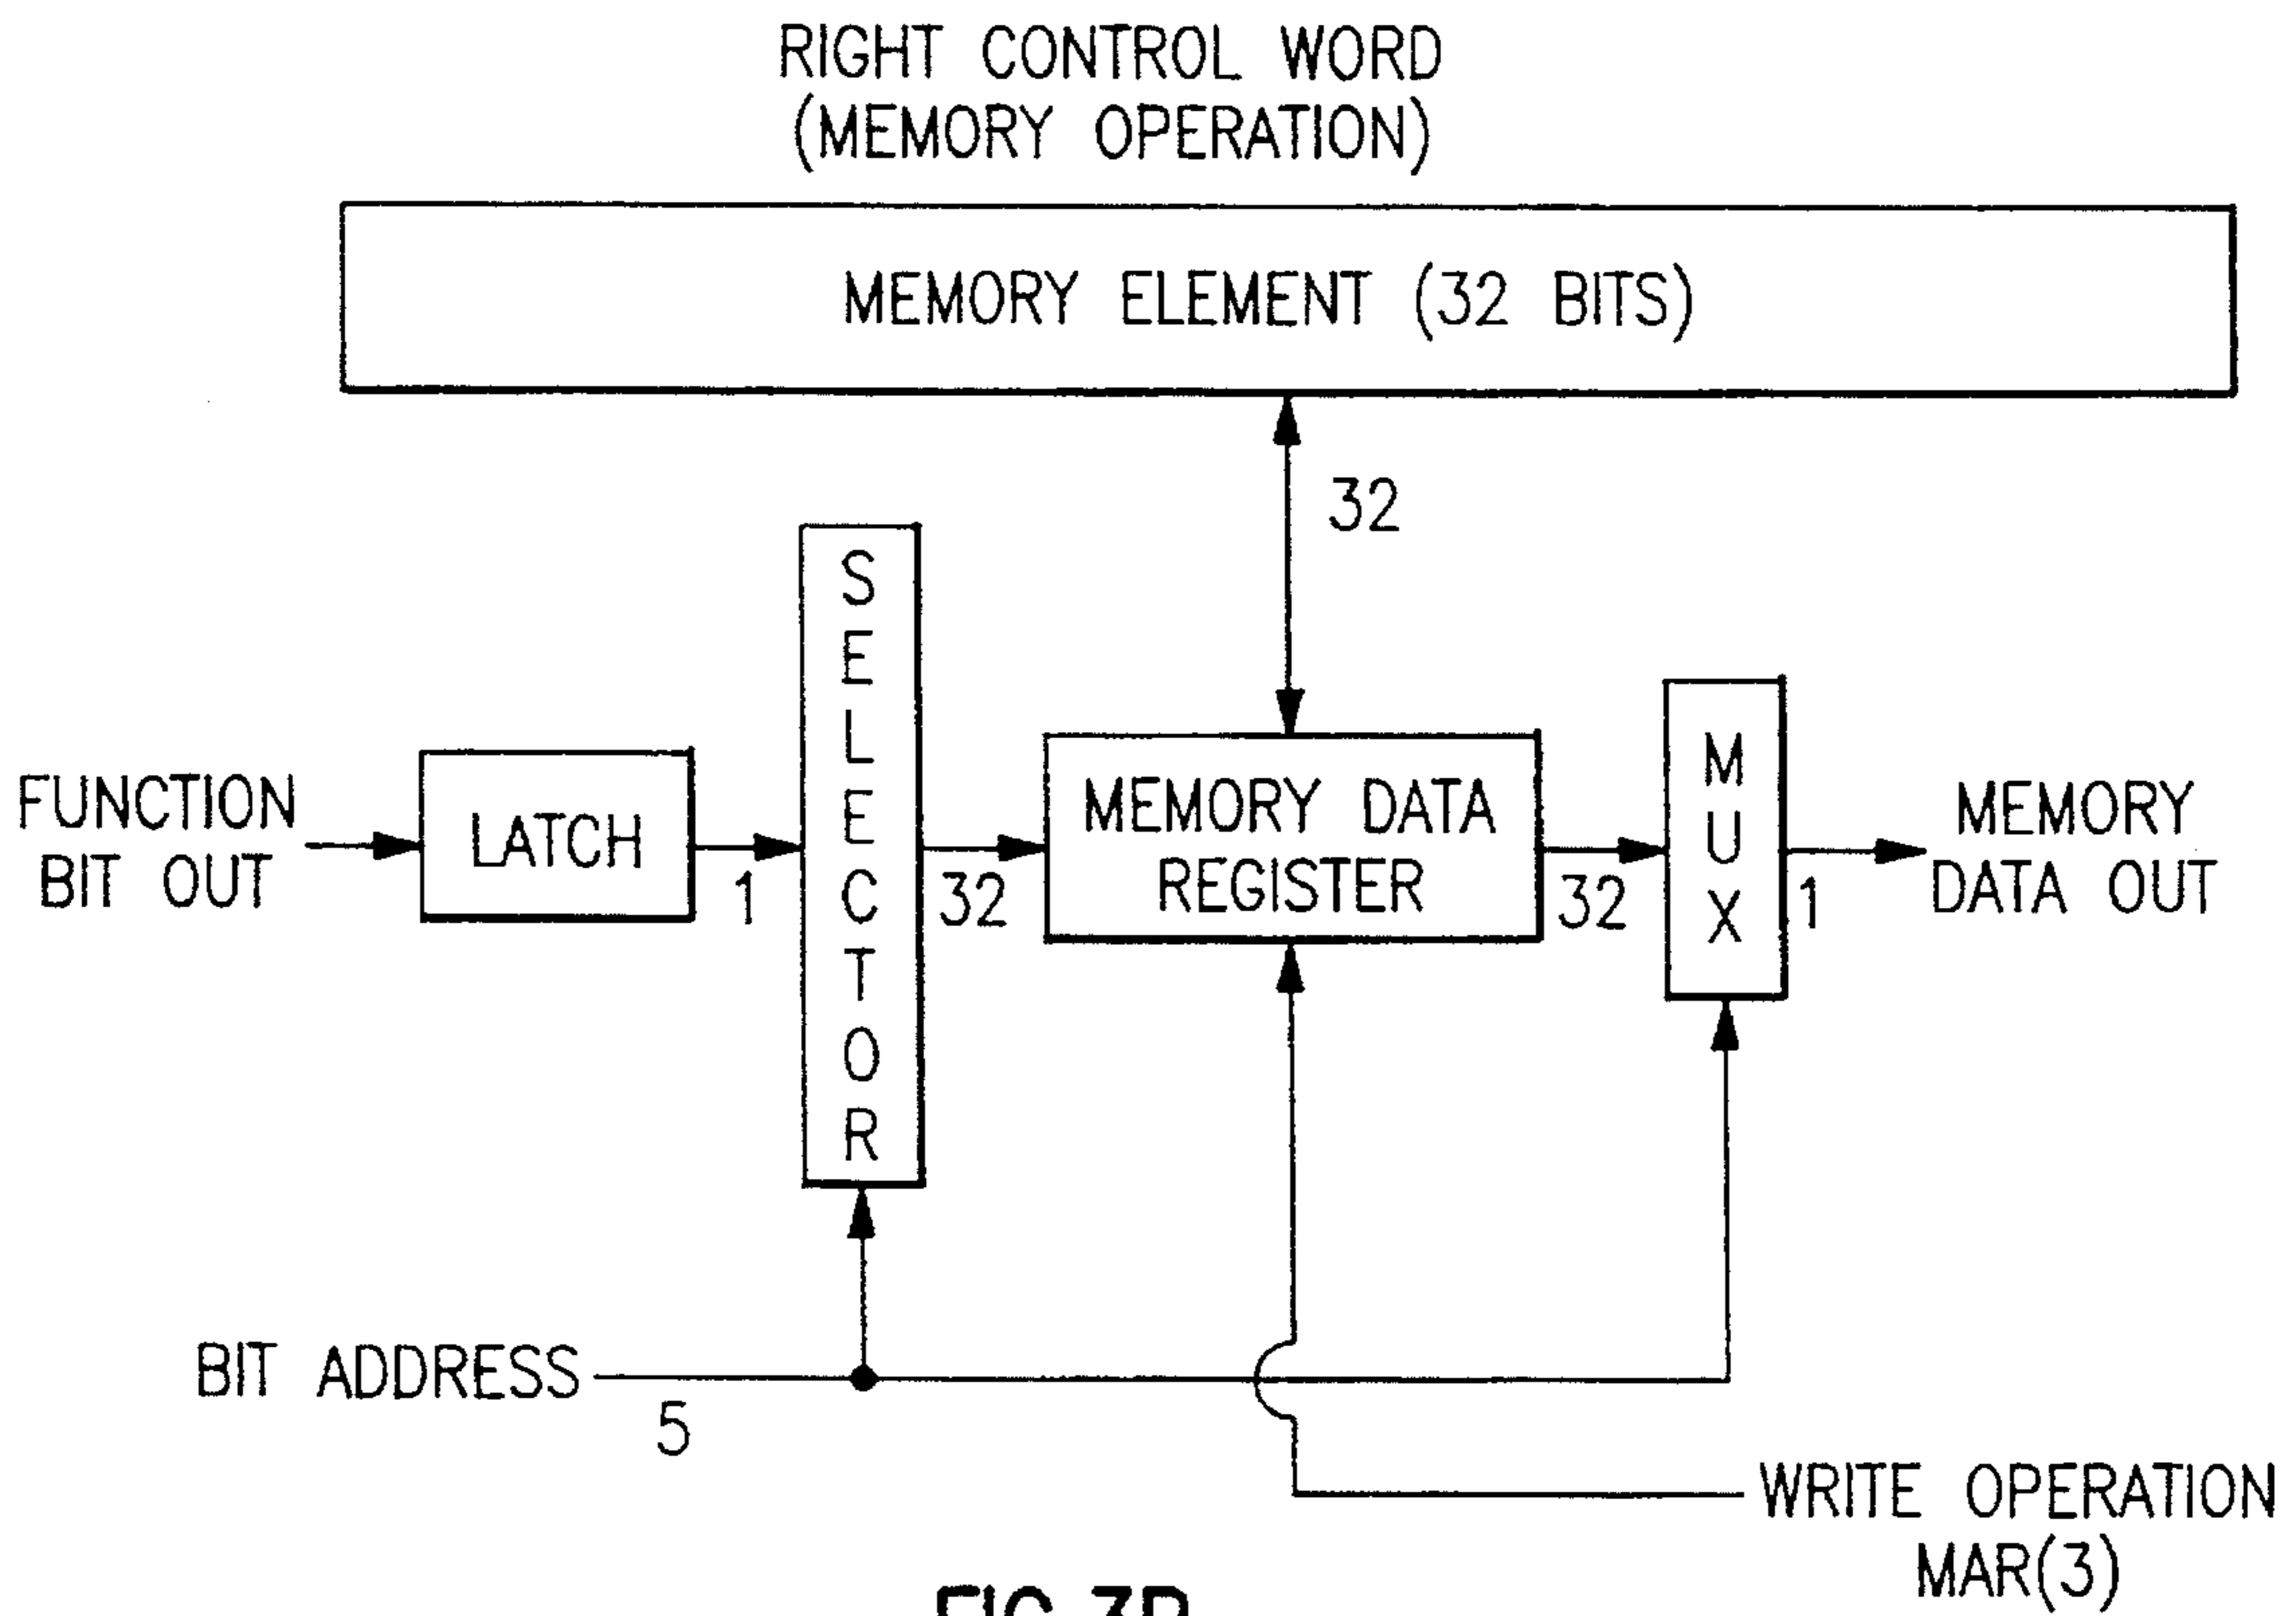 RIGHT CONTROL WORD
(MEMORY OPERATION)
MEMORY ELEMENT (32 BITS)
32
SELECTOR
FUNCTION
BIT OUT
LATCH
1
32
MEMORY DATA
REGISTER
32
MUX
1
MEMORY
DATA OUT
BIT ADDRESS
5
WRITE OPERATION
MAR(3)